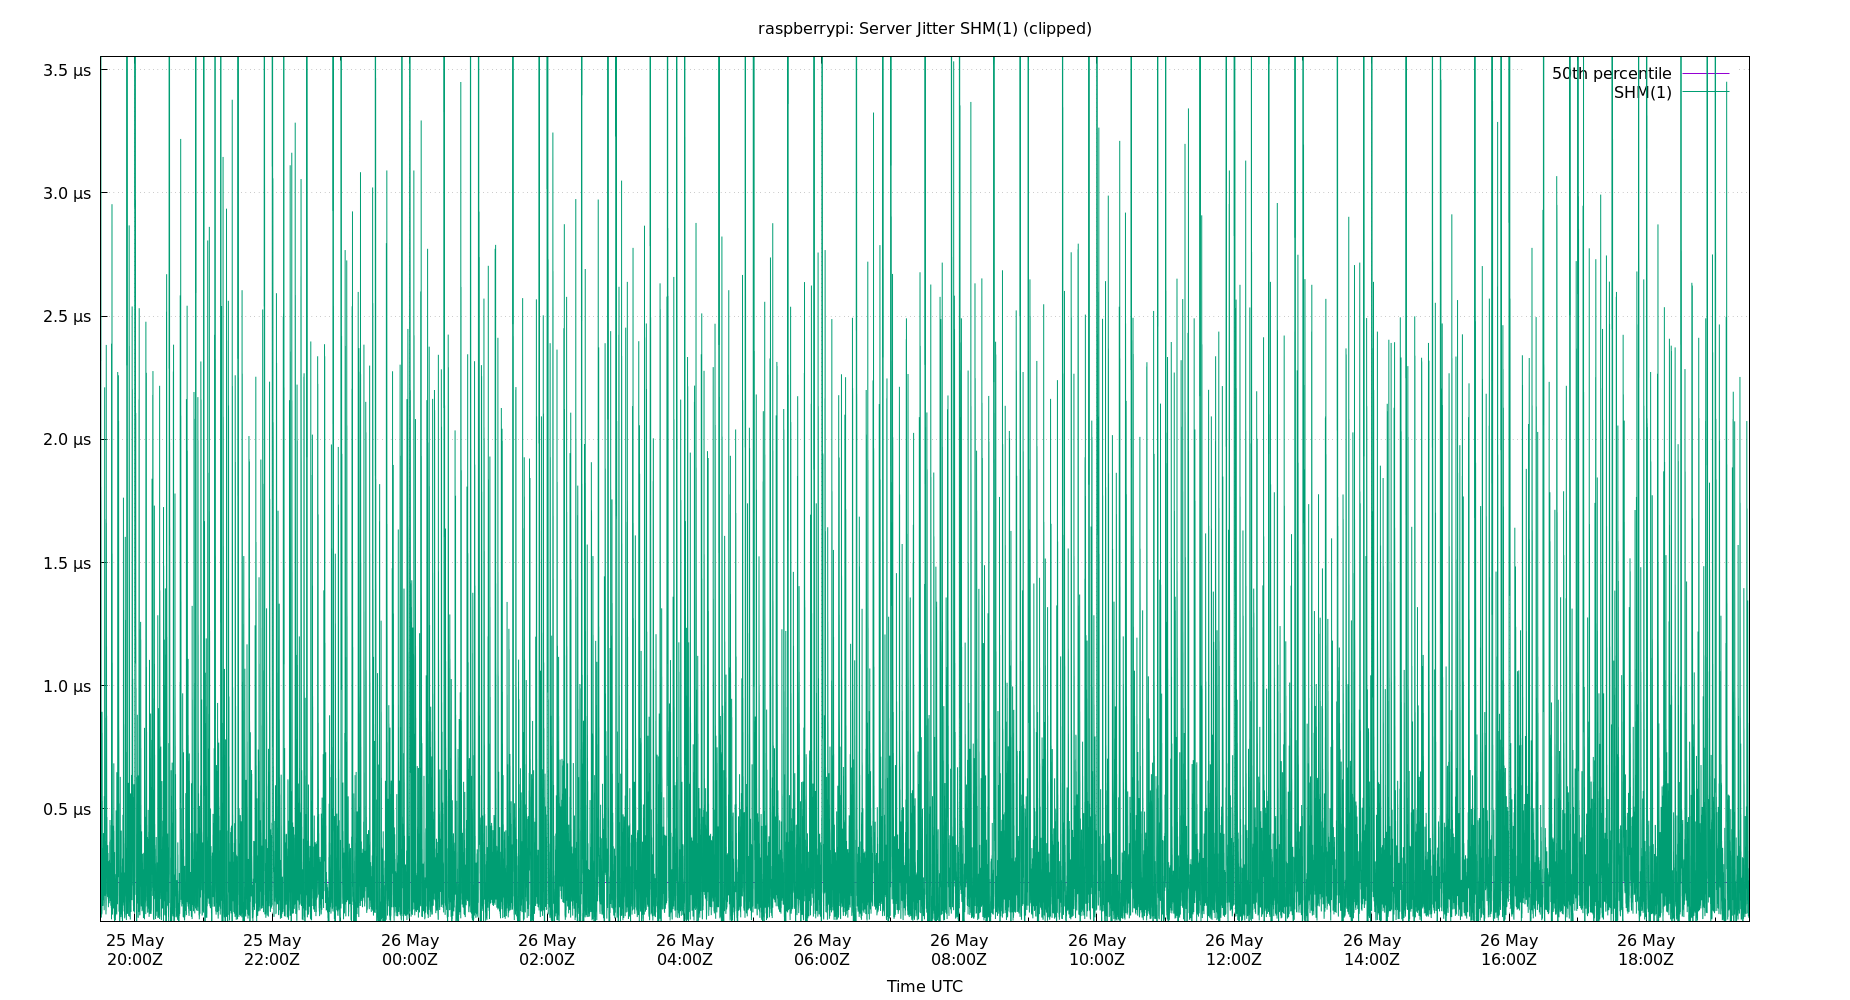 raspberrypi: Server Jitter SHM(1) (clipped)
3.5 µs
50th percentile
SHM(1)
3.0 µs
2.5 µs
2.0 µs
1.5 µs
1.0 µs
0.5 µs
25 May 25 May 26 May 26 May 26 May 26 May 26 May 26 May 26 May 26 May 26 May 26 May
20:00Z 22:00Z 00:00Z 02:00Z 04:00Z 06:00Z 08:00Z 10:00Z 12:00Z 14:00Z 16:00Z 18:00Z
Time UTC